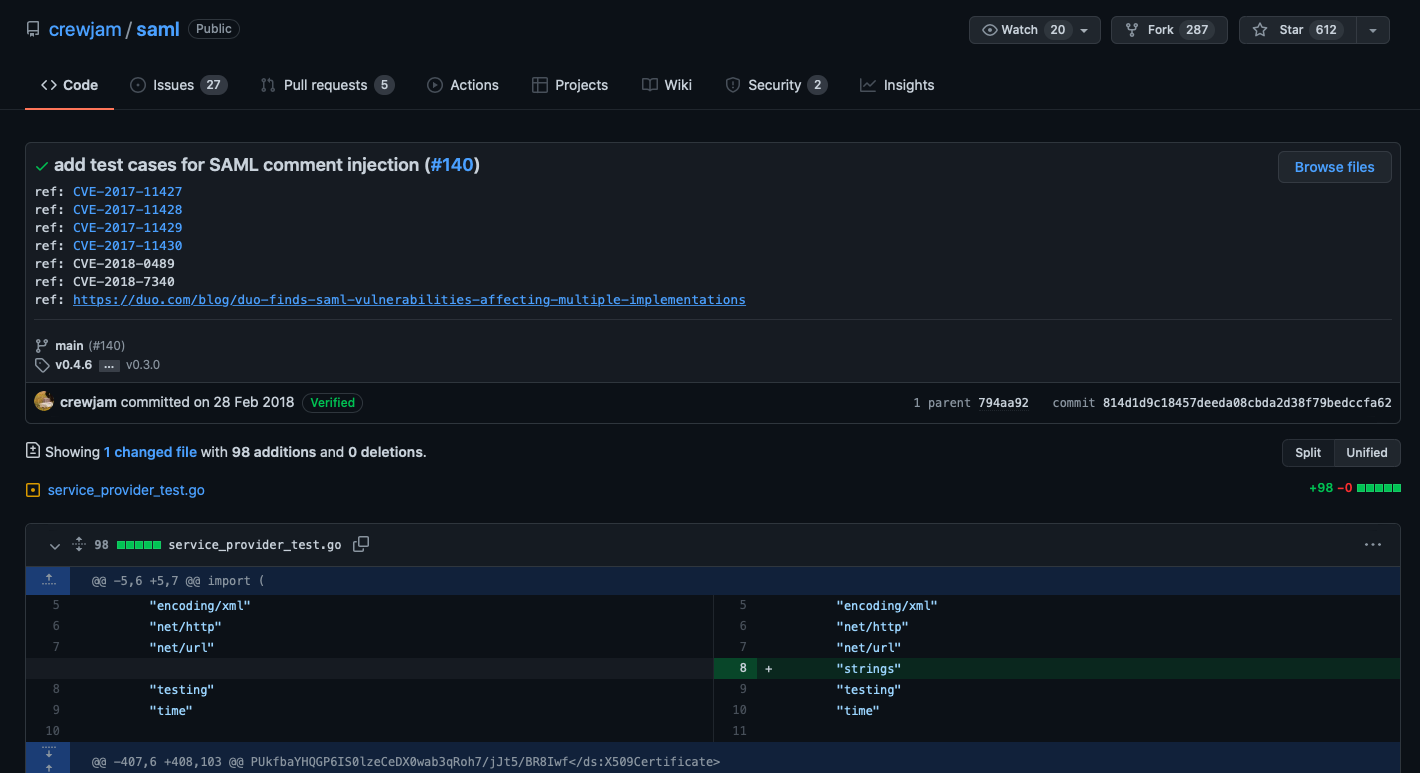 crewjam / saml Public Watch 20 Fork 287 Star 612
Code Issues 27 Pull requests 5 Actions Projects Wiki Security 2 Insights
add test cases for SAML comment injection (#140) Browse files
ref: CVE-2017-11427
ref: CVE-2017-11428
ref: CVE-2017-11429
ref: CVE-2017-11430
ref: CVE-2018-0489
ref: CVE-2018-7340
ref: https://duo.com/blog/duo-finds-saml-vulnerabilities-affecting-multiple-implementations
main (#140)
v0.4.6 ... v0.3.0
crewjam committed on 28 Feb 2018 Verified 1 parent 794aa92 commit 814d1d9c18457deeda08cbda2d38f79bedccfa62
Showing 1 changed file with 98 additions and 0 deletions. Split Unified
service_provider_test.go +98 −0
98 service_provider_test.go ...
@@ -5,6 +5,7 @@ import (
5 "encoding/xml" 5 "encoding/xml"
6 "net/http" 6 "net/http"
7 "net/url" 7 "net/url"
8 + "strings"
8 "testing" 9 "testing"
9 "time" 10 "time"
10 11
@@ -407,6 +408,103 @@ PUkfbaYHQGP6IS0lzeCeDX0wab3qRoh7/jJt5/BR8Iwf</ds:X509Certificate>